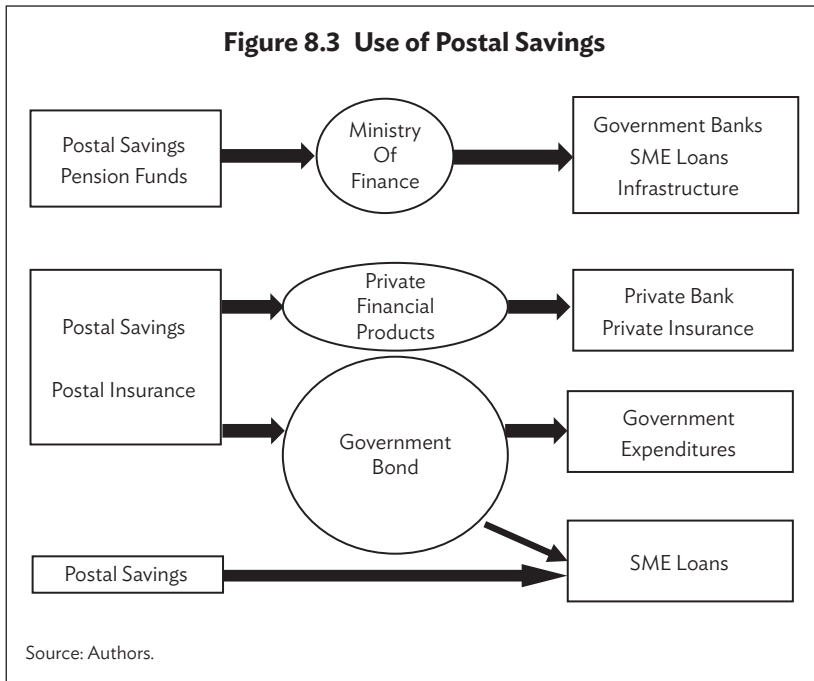 Figure 8.3 Use of Postal Savings
Postal Savings
Pension Funds
Ministry
Of
Finance
Government Banks
SME Loans
Infrastructure
Postal Savings
Postal Insurance
Private
Financial
Products
Private Bank
Private Insurance
Government
Bond
Government
Expenditures
Postal Savings
SME Loans
Source: Authors.